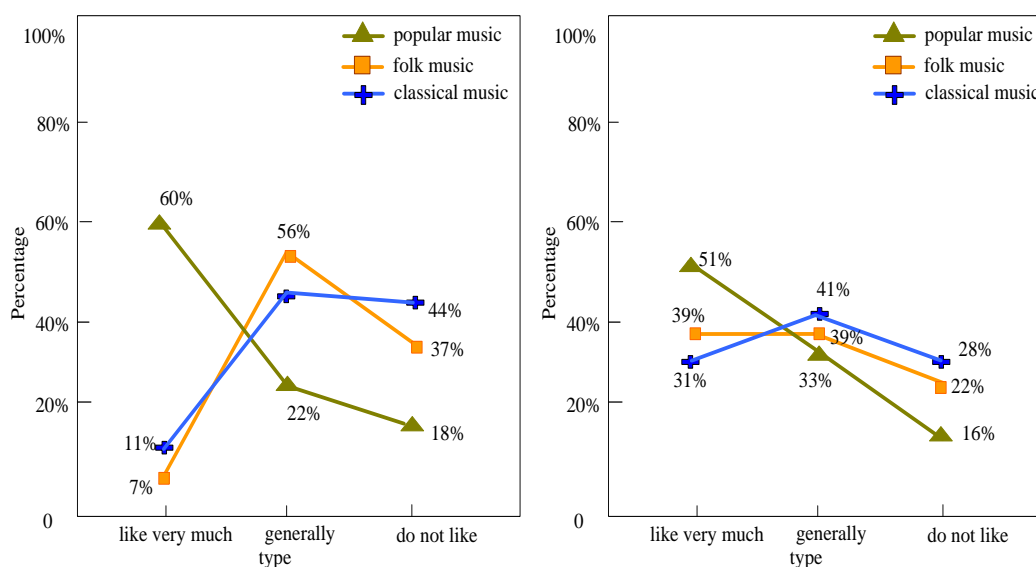 100%
80%
60%
40%
20%
0
Percentage
popular music
folk music
classical music
60%
56%
44%
37%
22%
18%
11%
7%
like very much
generally
do not like
type
100%
80%
60%
40%
20%
0
Percentage
popular music
folk music
classical music
51%
41%
39%
39%
31%
33%
28%
22%
16%
like very much
generally
do not like
type